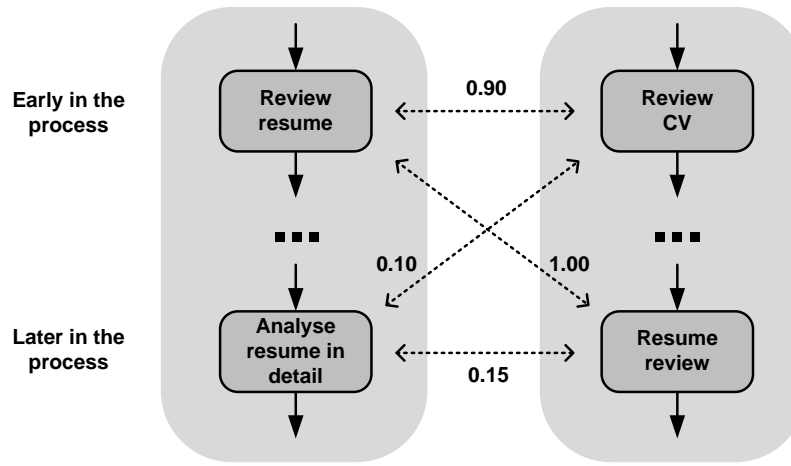 Early in the
process
Review
resume
0.90
Review
CV
0.10
1.00
Later in the
process
Analyse
resume in
detail
0.15
Resume
review